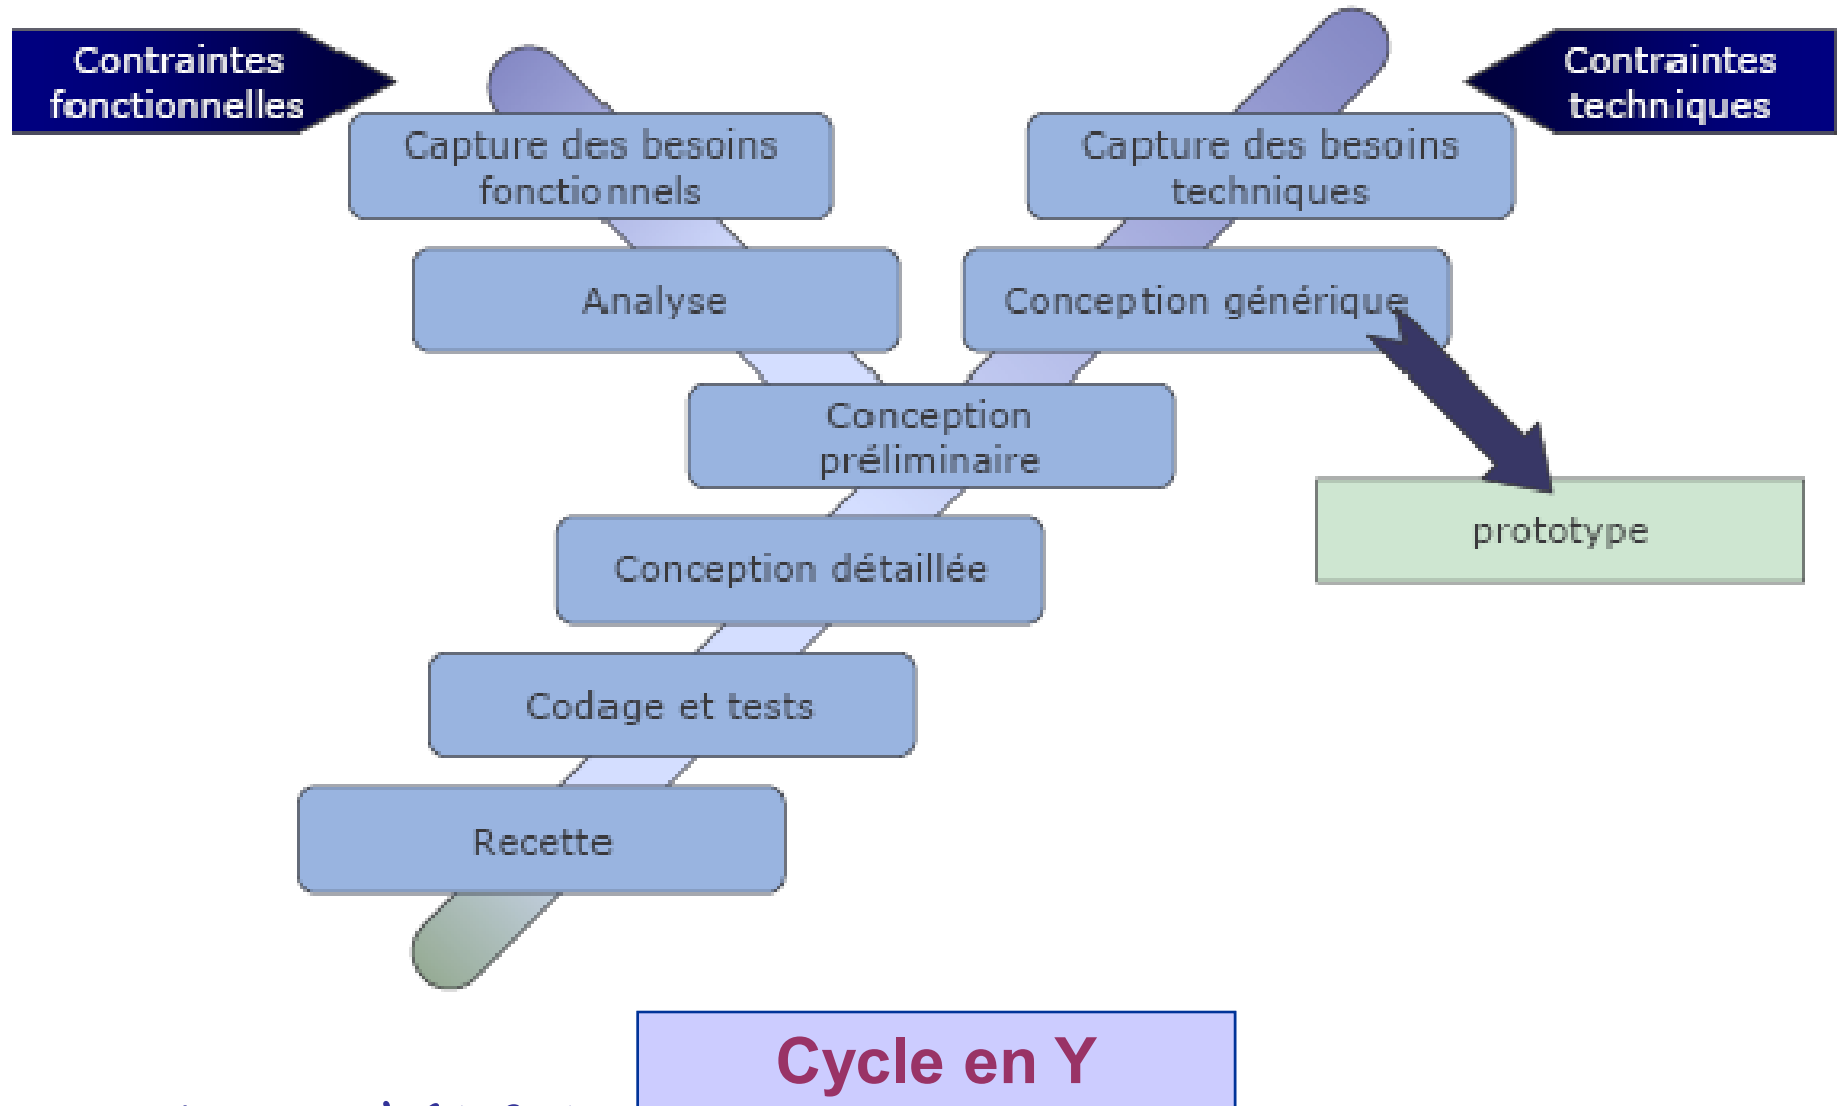 Contraintes
fonctionnelles
Contraintes
techniques
Capture des besoins
fonctionnels
Capture des besoins
techniques
Analyse
Conception générique
Conception
préliminaire
prototype
Conception détaillée
Codage et tests
Recette
Cycle en Y